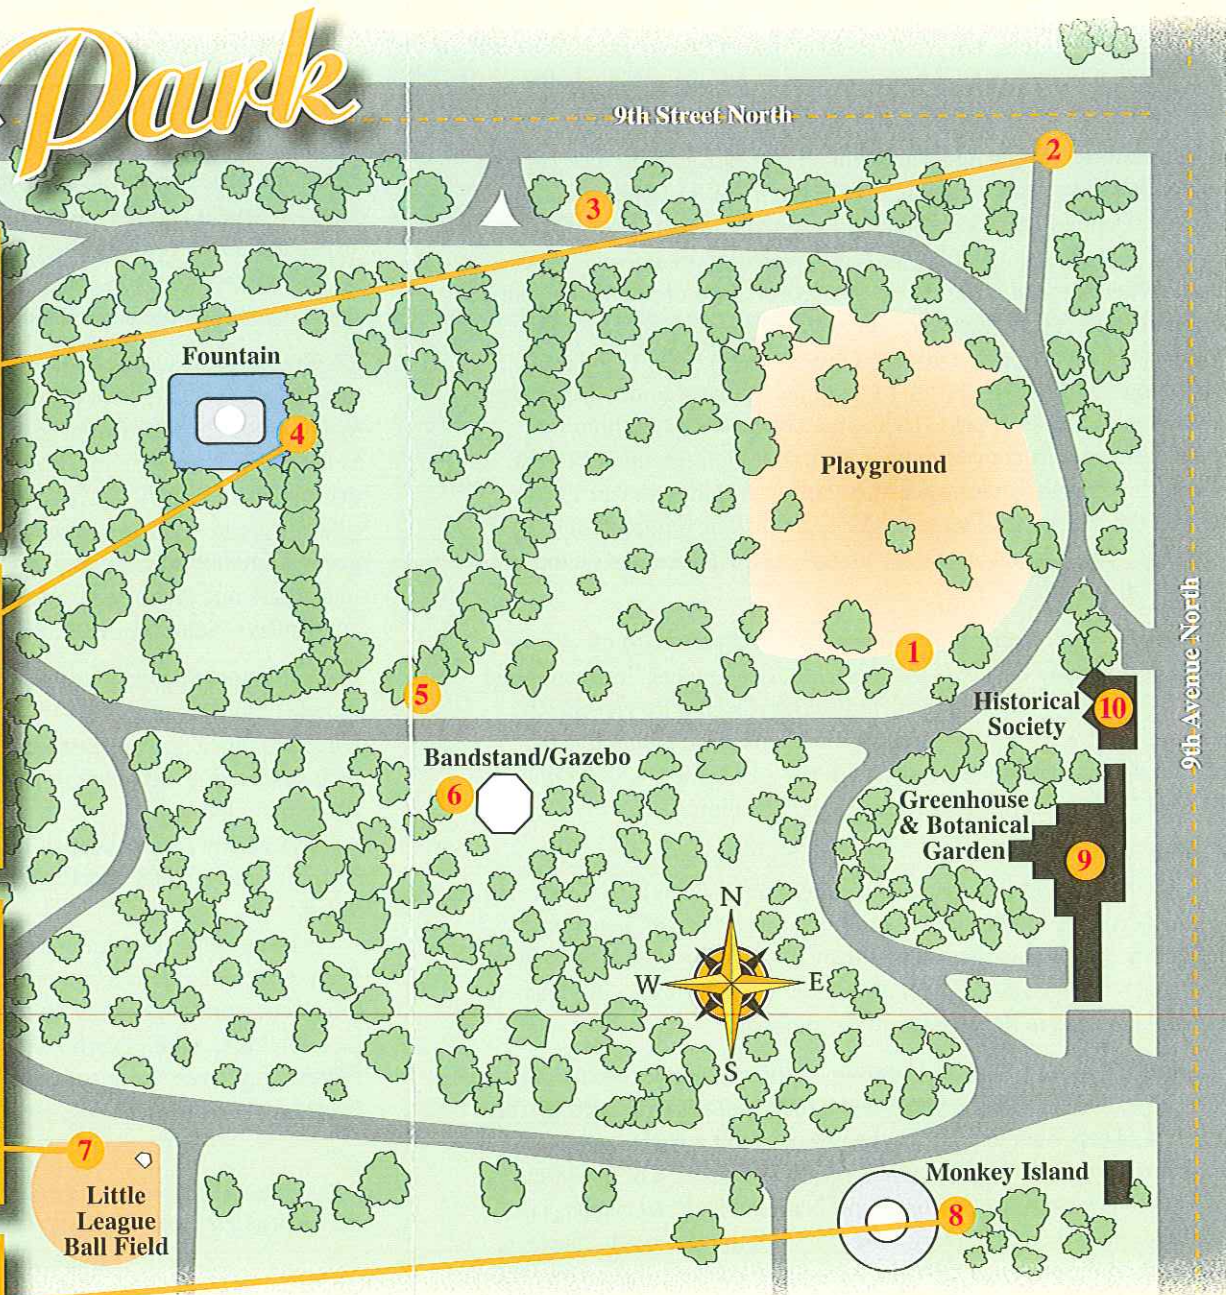 Park
9th Street North
2
3
Fountain
4
Playground
1
5
Historical
Society
10
9th Avenue North
Bandstand/Gazebo
6
Greenhouse
& Botanical
Garden
9
N
W
E
S
7
Little
League
Ball Field
Monkey Island
8